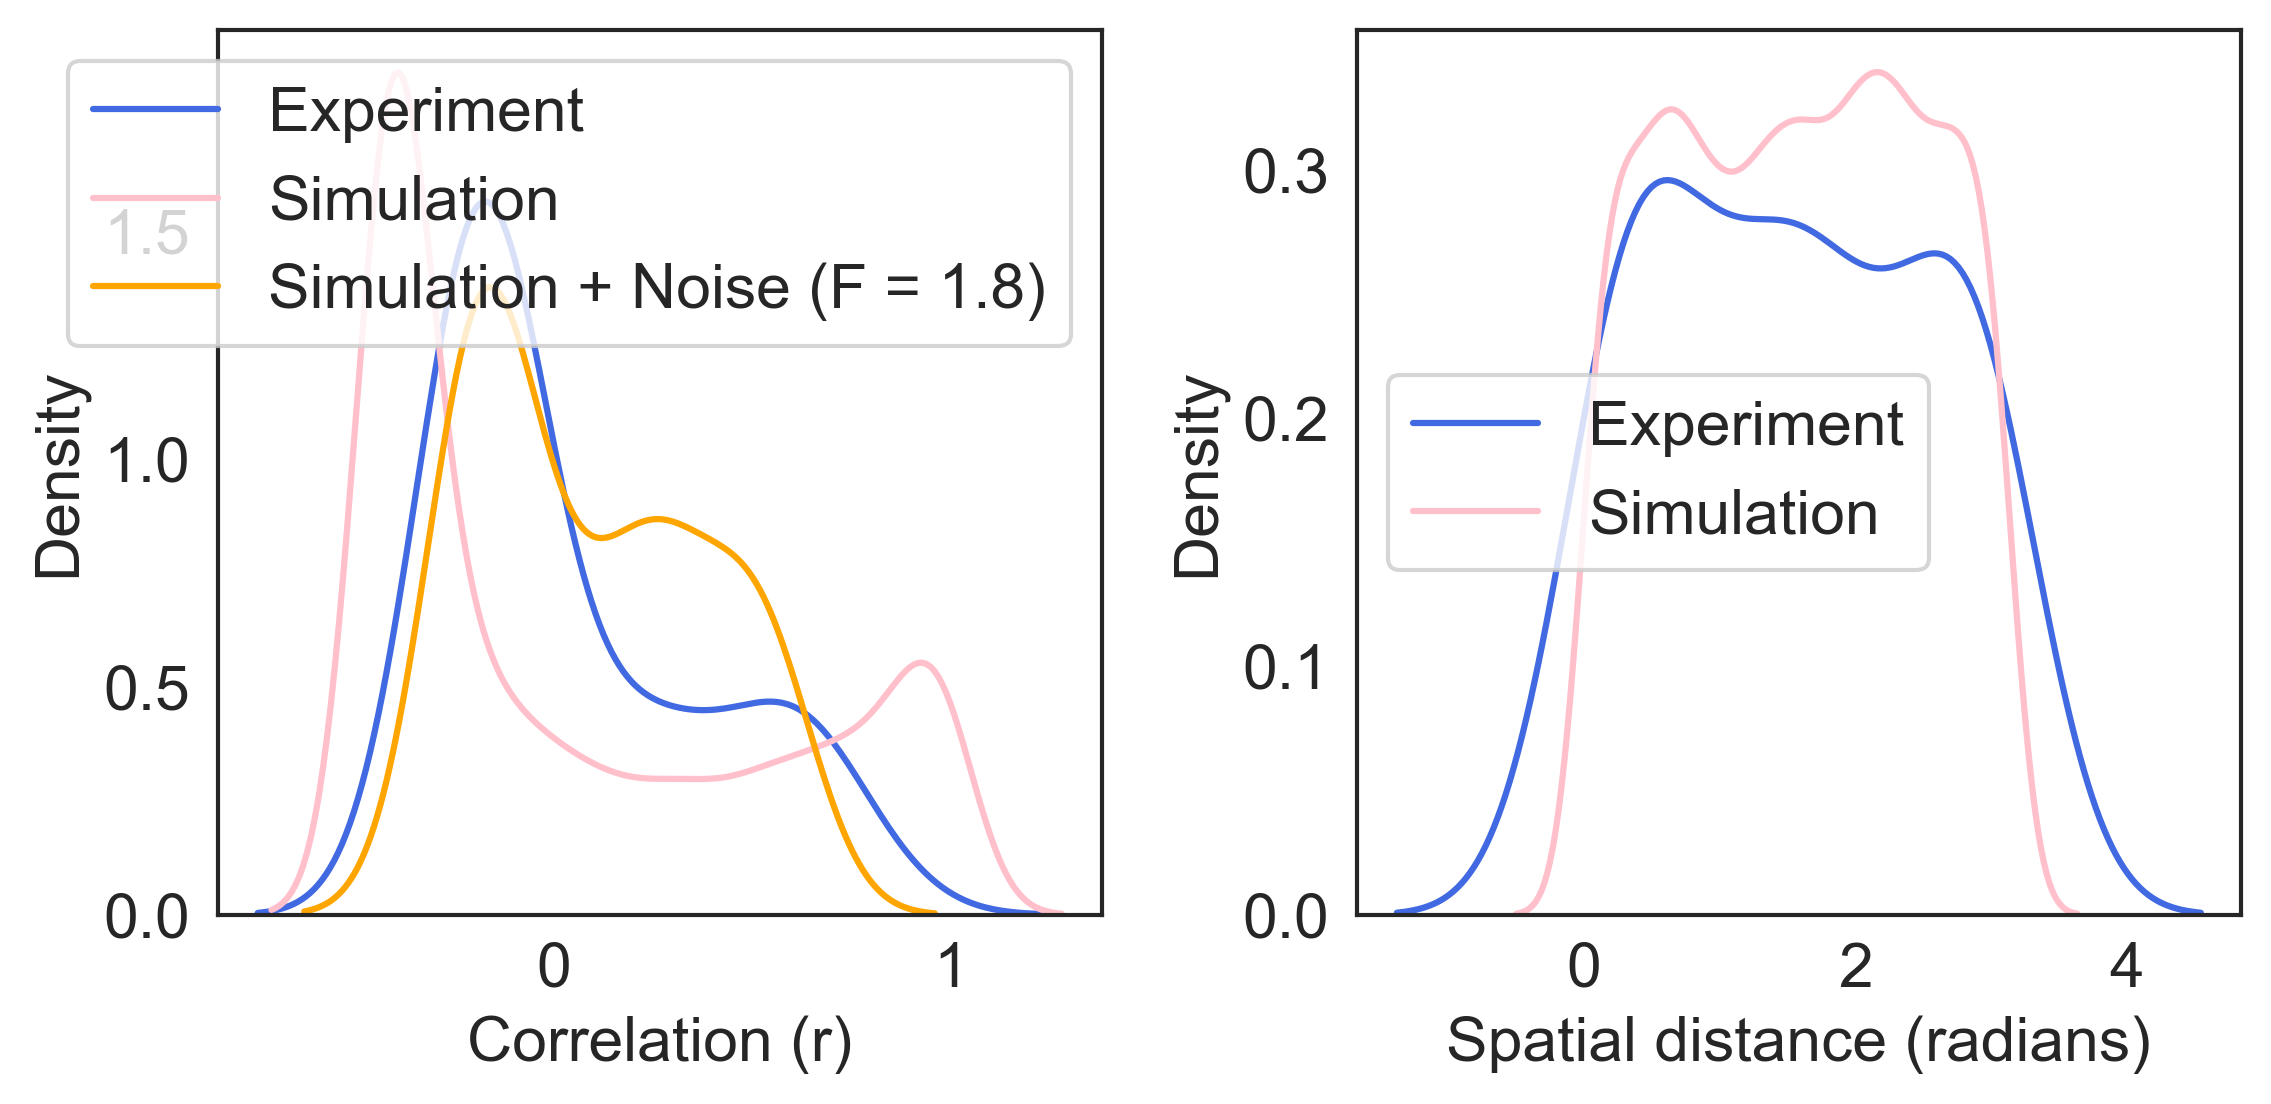 Experiment
Simulation
1.5
Simulation + Noise (F = 1.8)
Density
1.0
0.5
0.0
0
1
Correlation (r)
0.3
0.2
Density
Experiment
Simulation
0.1
0.0
0
2
4
Spatial distance (radians)